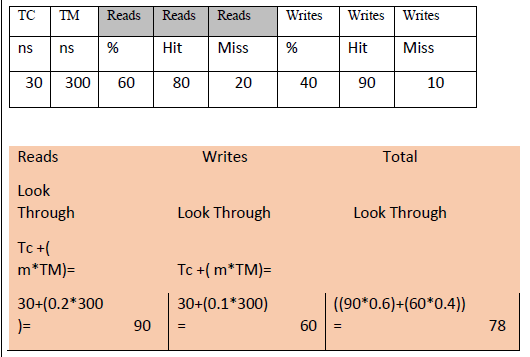 TC TM Reads Reads Reads Writes Writes Writes
ns ns % Hit Miss % Hit Miss
30 300 60 80 20 40 90 10
Reads Writes Total
Look
Through Look Through Look Through
Tc +(
m*TM)= Tc +( m*TM)=
30+(0.2*300 30+(0.1*300) ((90*0.6)+(60*0.4))
)= 90 = 60 = 78